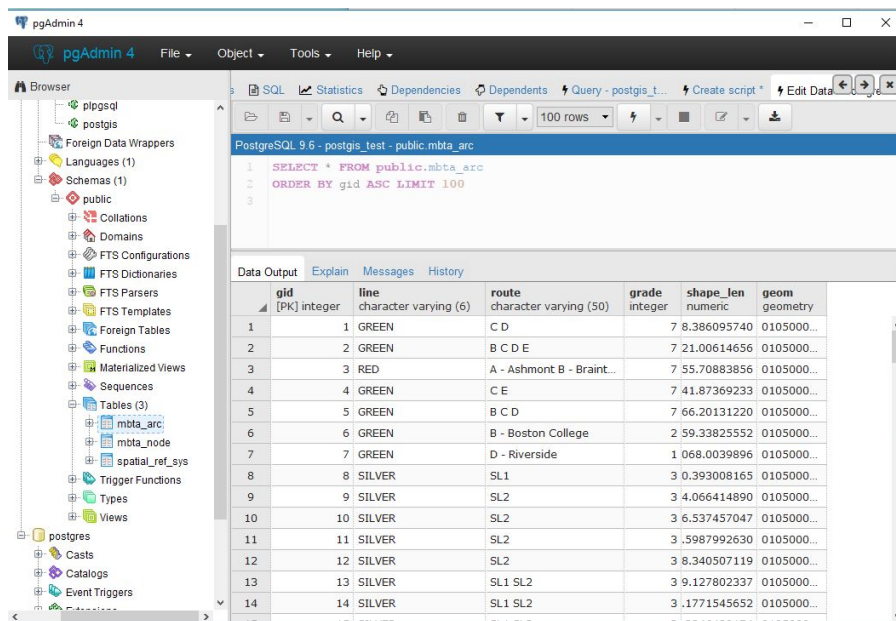 pgAdmin 4
pgAdmin 4 File Object Tools Help
Browser
plpgsql
postgis
Foreign Data Wrappers
Languages (1)
Schemas (1)
public
Collations
Domains
FTS Configurations
FTS Dictionaries
FTS Parsers
FTS Templates
Foreign Tables
Functions
Materialized Views
Sequences
Tables (3)
mbta_arc
mbta_node
spatial_ref_sys
Trigger Functions
Types
Views
postgres
Casts
Catalogs
Event Triggers
SQL Statistics Dependencies Dependents Query - postgis_t... Create script * Edit Data
100 rows
PostgreSQL 9.6 - postgis_test - public.mbta_arc
1 SELECT * FROM public.mbta_arc
2 ORDER BY gid ASC LIMIT 100
3
Data Output Explain Messages History
gid line route grade shape_len geom
[PK] integer character varying (6) character varying (50) integer numeric geometry
1 1 GREEN C D 7 8.386095740 0105000...
2 2 GREEN B C D E 7 21.00614656 0105000...
3 3 RED A - Ashmont B - Braint... 7 55.70883856 0105000...
4 4 GREEN C E 7 41.87369233 0105000...
5 5 GREEN B C D 7 66.20131220 0105000...
6 6 GREEN B - Boston College 2 59.33825552 0105000...
7 7 GREEN D - Riverside 1 068.0039896 0105000...
8 8 SILVER SL1 3 0.393008165 0105000...
9 9 SILVER SL2 3 4.066414890 0105000...
10 10 SILVER SL2 3 6.537457047 0105000...
11 11 SILVER SL2 3 .5987992630 0105000...
12 12 SILVER SL2 3 8.340507119 0105000...
13 13 SILVER SL1 SL2 3 9.127802337 0105000...
14 14 SILVER SL1 SL2 3 .1771545652 0105000...